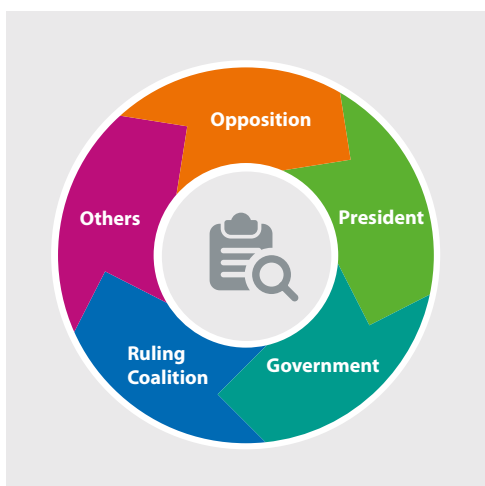 Opposition
President
Government
Ruling
Coalition
Others